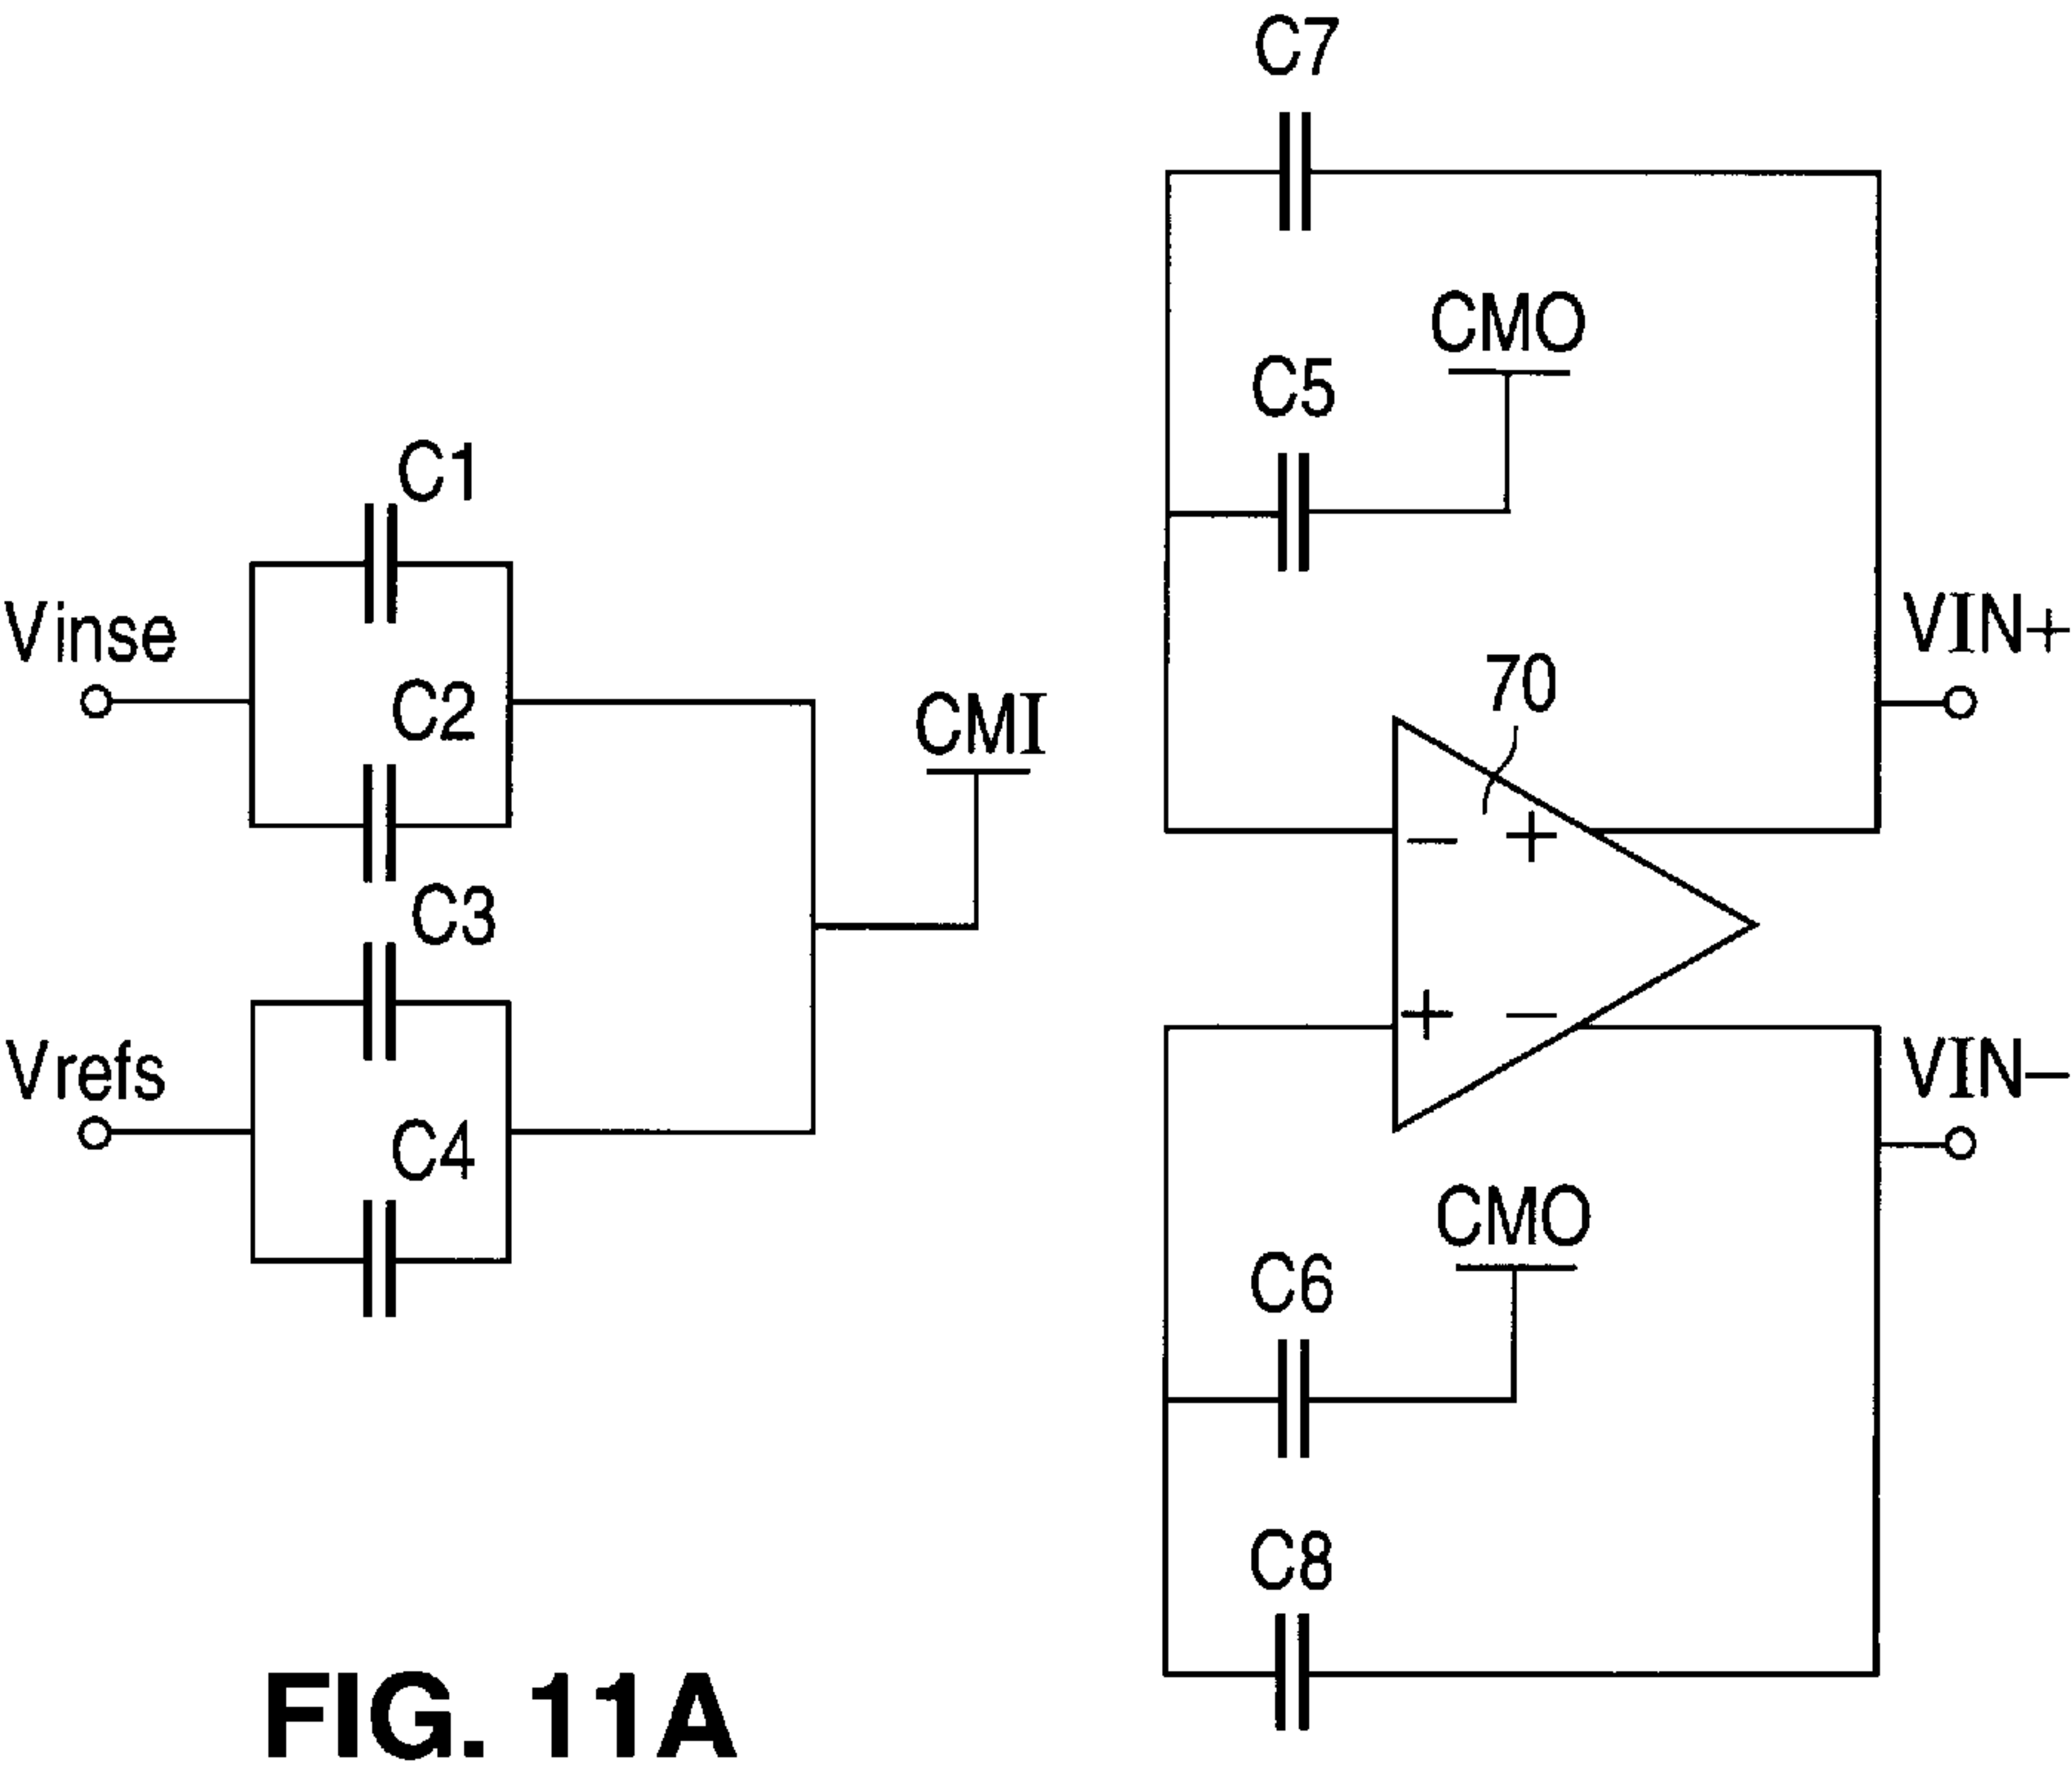 C7
CMO
C5
C1
Vinse
C2
CMI
VIN+
70
− +
C3
+ −
Vrefs
C4
VIN−
CMO
C6
C8
FIG. 11A